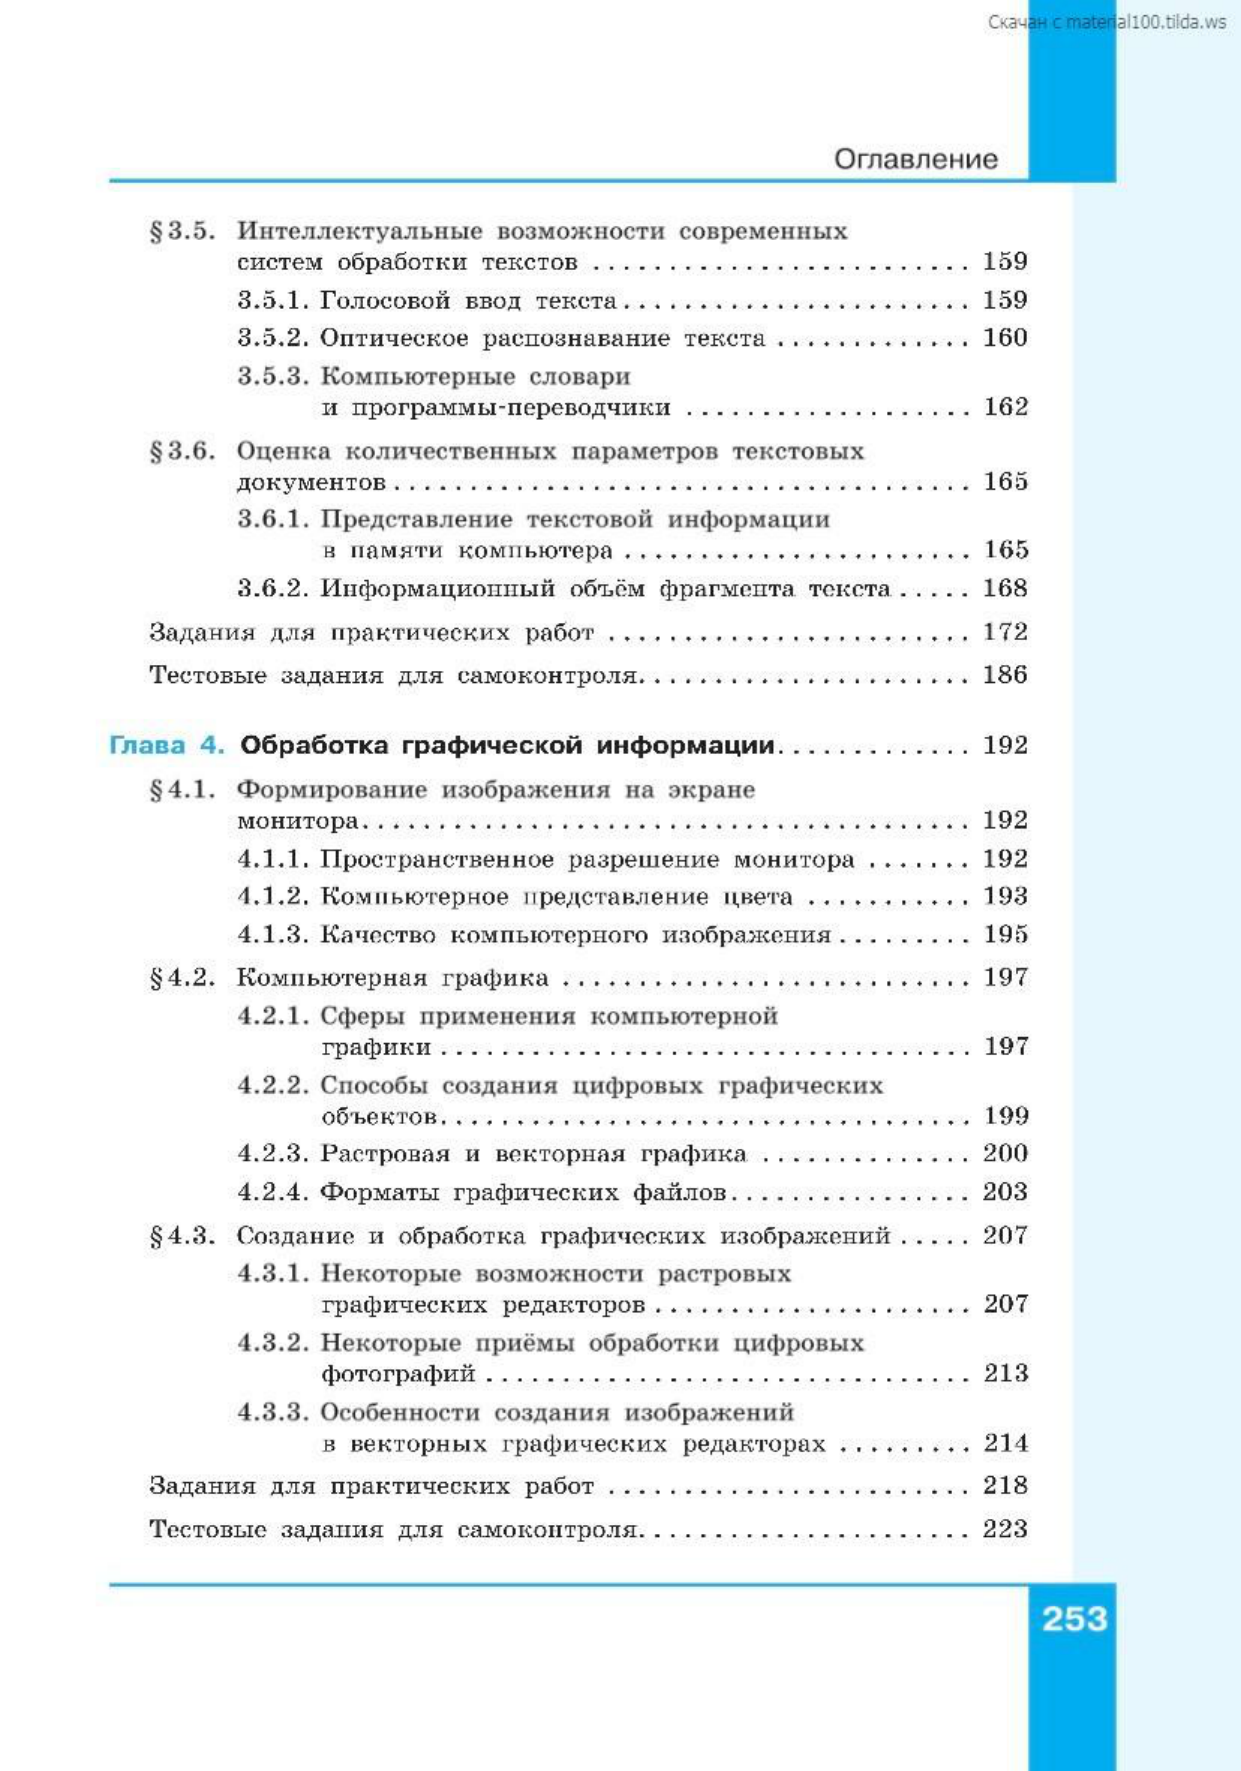 Скачан с material100.tilda.ws
Оглавление
§ 3.5. Интеллектуальные возможности современных
систем обработки текстов ......................... 159
3.5.1. Голосовой ввод текста....................... 159
3.5.2. Оптическое распознавание текста ............. 160
3.5.3. Компьютерные словари
и программы-переводчики ................... 162
§ 3.6. Оценка количественных параметров текстовых
документов...................................... 165
3.6.1. Представление текстовой информации
в памяти компьютера ....................... 165
3.6.2. Информационный объём фрагмента текста..... 168
Задания для практических работ ........................ 172
Тестовые задания для самоконтроля...................... 186
Глава 4. Обработка графической информации............. 192
§ 4.1. Формирование изображения на экране
монитора........................................ 192
4.1.1. Пространственное разрешение монитора ....... 192
4.1.2. Компьютерное представление цвета ........... 193
4.1.3. Качество компьютерного изображения......... 195
§ 4.2. Компьютерная графика ........................... 197
4.2.1. Сферы применения компьютерной
графики ................................... 197
4.2.2. Способы создания цифровых графических
объектов................................... 199
4.2.3. Растровая и векторная графика .............. 200
4.2.4. Форматы графических файлов................ 203
§ 4.3. Создание и обработка графических изображений ..... 207
4.3.1. Некоторые возможности растровых
графических редакторов ..................... 207
4.3.2. Некоторые приёмы обработки цифровых
фотографий ................................ 213
4.3.3. Особенности создания изображений
в векторных графических редакторах ......... 214
Задания для практических работ ........................ 218
Тестовые задания для самоконтроля...................... 223
253